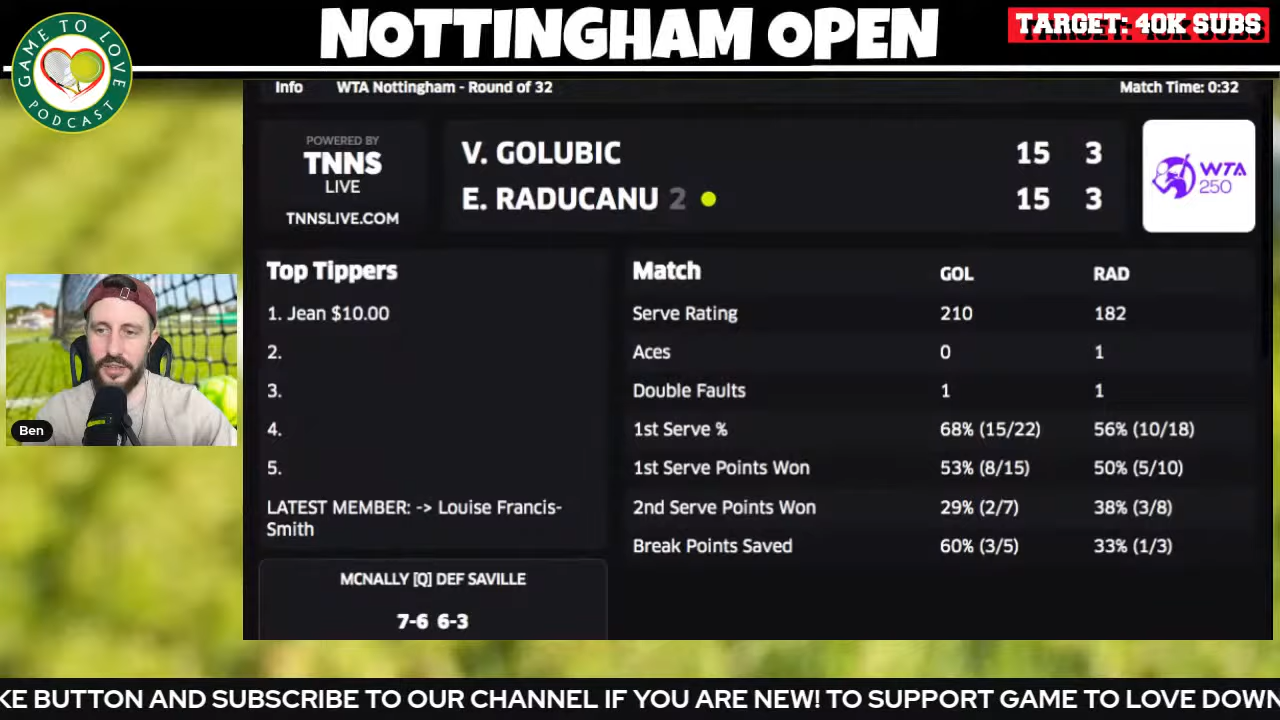 NOTTINGHAM OPEN
TARGET: 40K SUBS
GAME TO LOVE
PODCAST
Info WTA Nottingham - Round of 32 Match Time: 0:32
POWERED BY
TNNS
LIVE
TNNSLIVE.COM
V. GOLUBIC 15 3
E. RADUCANU 2 15 3
WTA
250
Top Tippers
1. Jean $10.00
2.
3.
4.
5.
LATEST MEMBER: -> Louise Francis-
Smith
MCNALLY [Q] DEF SAVILLE
7-6 6-3
Match GOL RAD
Serve Rating 210 182
Aces 0 1
Double Faults 1 1
1st Serve % 68% (15/22) 56% (10/18)
1st Serve Points Won 53% (8/15) 50% (5/10)
2nd Serve Points Won 29% (2/7) 38% (3/8)
Break Points Saved 60% (3/5) 33% (1/3)
Ben
KE BUTTON AND SUBSCRIBE TO OUR CHANNEL IF YOU ARE NEW! TO SUPPORT GAME TO LOVE DOWN